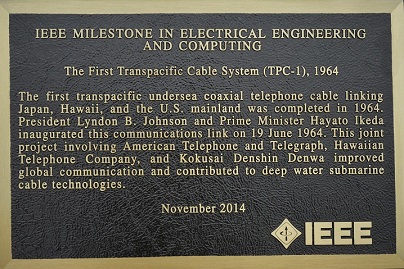 IEEE MILESTONE IN ELECTRICAL ENGINEERING
AND COMPUTING
The First Transpacific Cable System (TPC-1), 1964
The first transpacific undersea coaxial telephone cable linking
Japan, Hawaii, and the U.S. mainland was completed in 1964.
President Lyndon B. Johnson and Prime Minister Hayato Ikeda
inaugurated this communications link on 19 June 1964. This joint
project involving American Telephone and Telegraph, Hawaiian
Telephone Company, and Kokusai Denshin Denwa improved
global communication and contributed to deep water submarine
cable technologies.
November 2014
IEEE